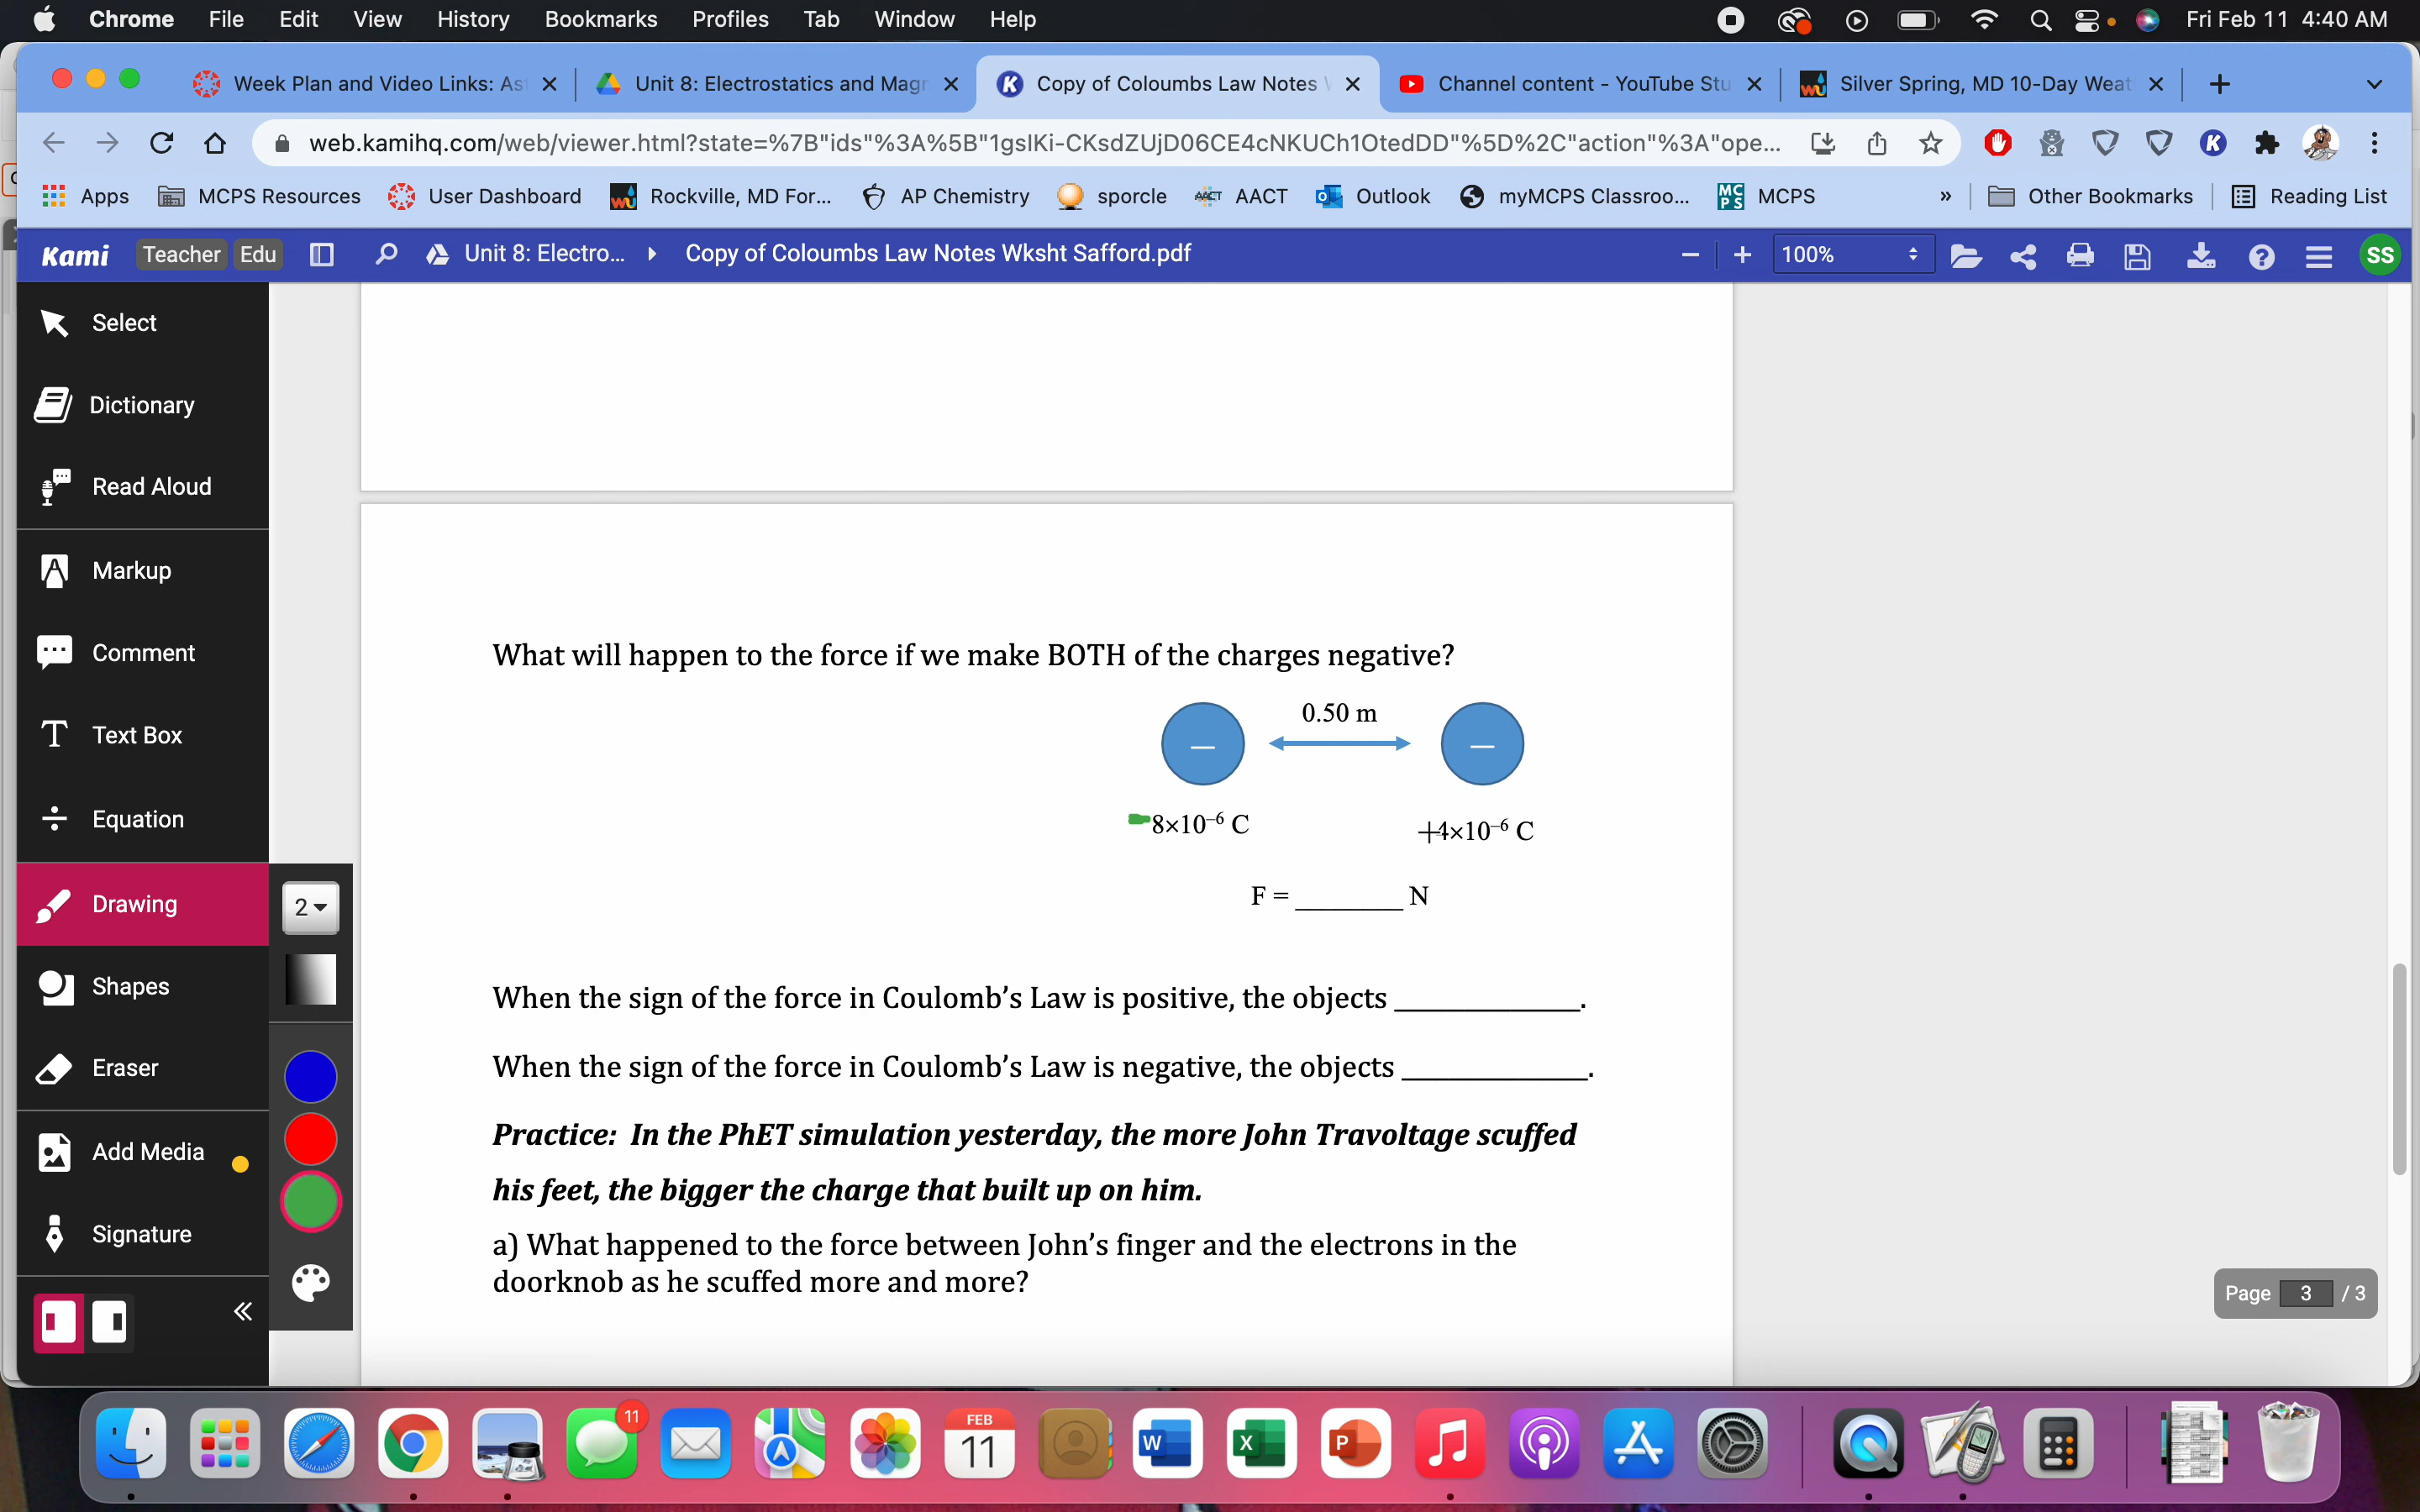 Chrome File Edit View History Bookmarks Profiles Tab Window Help Fri Feb 11 4:40 AM
Week Plan and Video Links: As Unit 8: Electrostatics and Magn Copy of Coloumbs Law Notes Channel content - YouTube Stu Silver Spring, MD 10-Day Weat
web.kamihq.com/web/viewer.html?state=%7B"ids"%3A%5B"1gsIKi-CKsdZUjD06CE4cNKUCh1OtedDD"%5D%2C"action"%3A"ope...
Apps MCPS Resources User Dashboard Rockville, MD For... AP Chemistry sporcle AACT Outlook myMCPS Classroo... MCPS » Other Bookmarks Reading List
Kami Teacher Edu Unit 8: Electro... Copy of Coloumbs Law Notes Wksht Safford.pdf 100% SS
Select
Dictionary
Read Aloud
Markup
Comment
Text Box
Equation
Drawing
2
Shapes
Eraser
Add Media
Signature
What will happen to the force if we make BOTH of the charges negative?
0.50 m
– –
-8×10⁻⁶ C +4×10⁻⁶ C
F = ________ N
When the sign of the force in Coulomb's Law is positive, the objects ______________.
When the sign of the force in Coulomb's Law is negative, the objects ______________.
Practice: In the PhET simulation yesterday, the more John Travoltage scuffed
his feet, the bigger the charge that built up on him.
a) What happened to the force between John's finger and the electrons in the
doorknob as he scuffed more and more?
Page 3 / 3
11
FEB
11
W X P